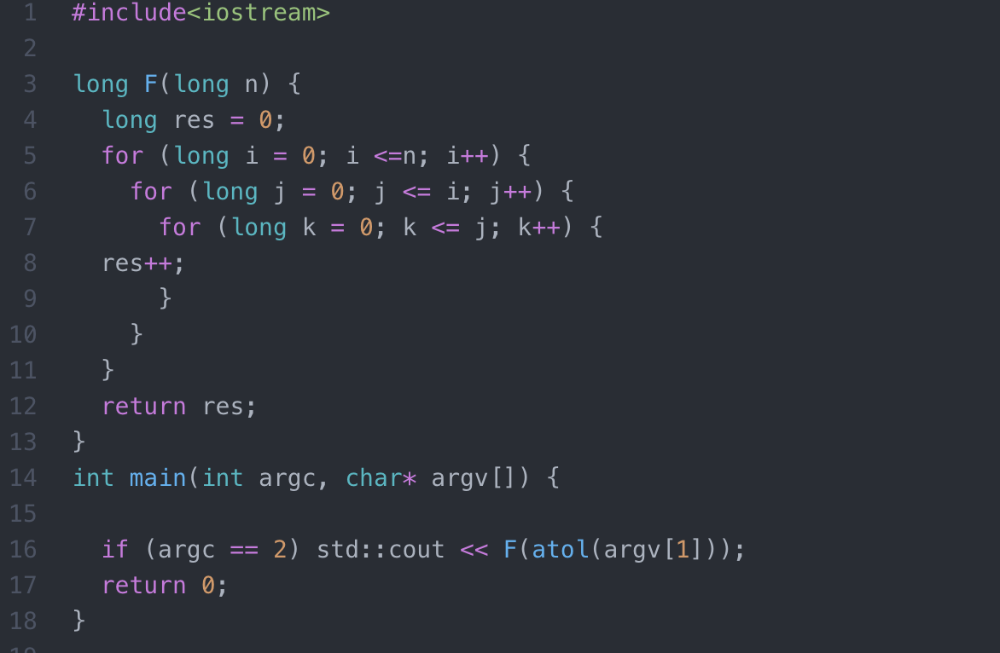 1 #include<iostream>
2
3 long F(long n) {
4 long res = 0;
5 for (long i = 0; i <=n; i++) {
6 for (long j = 0; j <= i; j++) {
7 for (long k = 0; k <= j; k++) {
8 res++;
9 }
10 }
11 }
12 return res;
13 }
14 int main(int argc, char* argv[]) {
15
16 if (argc == 2) std::cout << F(atol(argv[1]));
17 return 0;
18 }